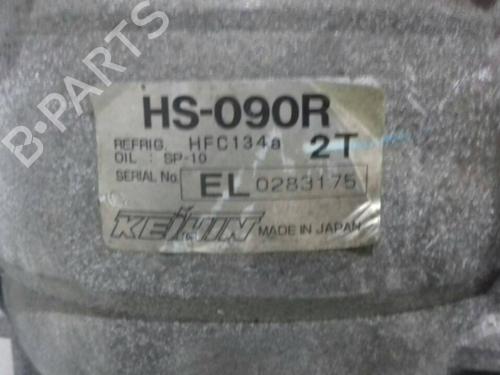 B-PARTS
HS-090R
REFRIG. HFC134a 2T
OIL : SP-10
SERIAL No. EL 0283175
KEIHIN MADE IN JAPAN